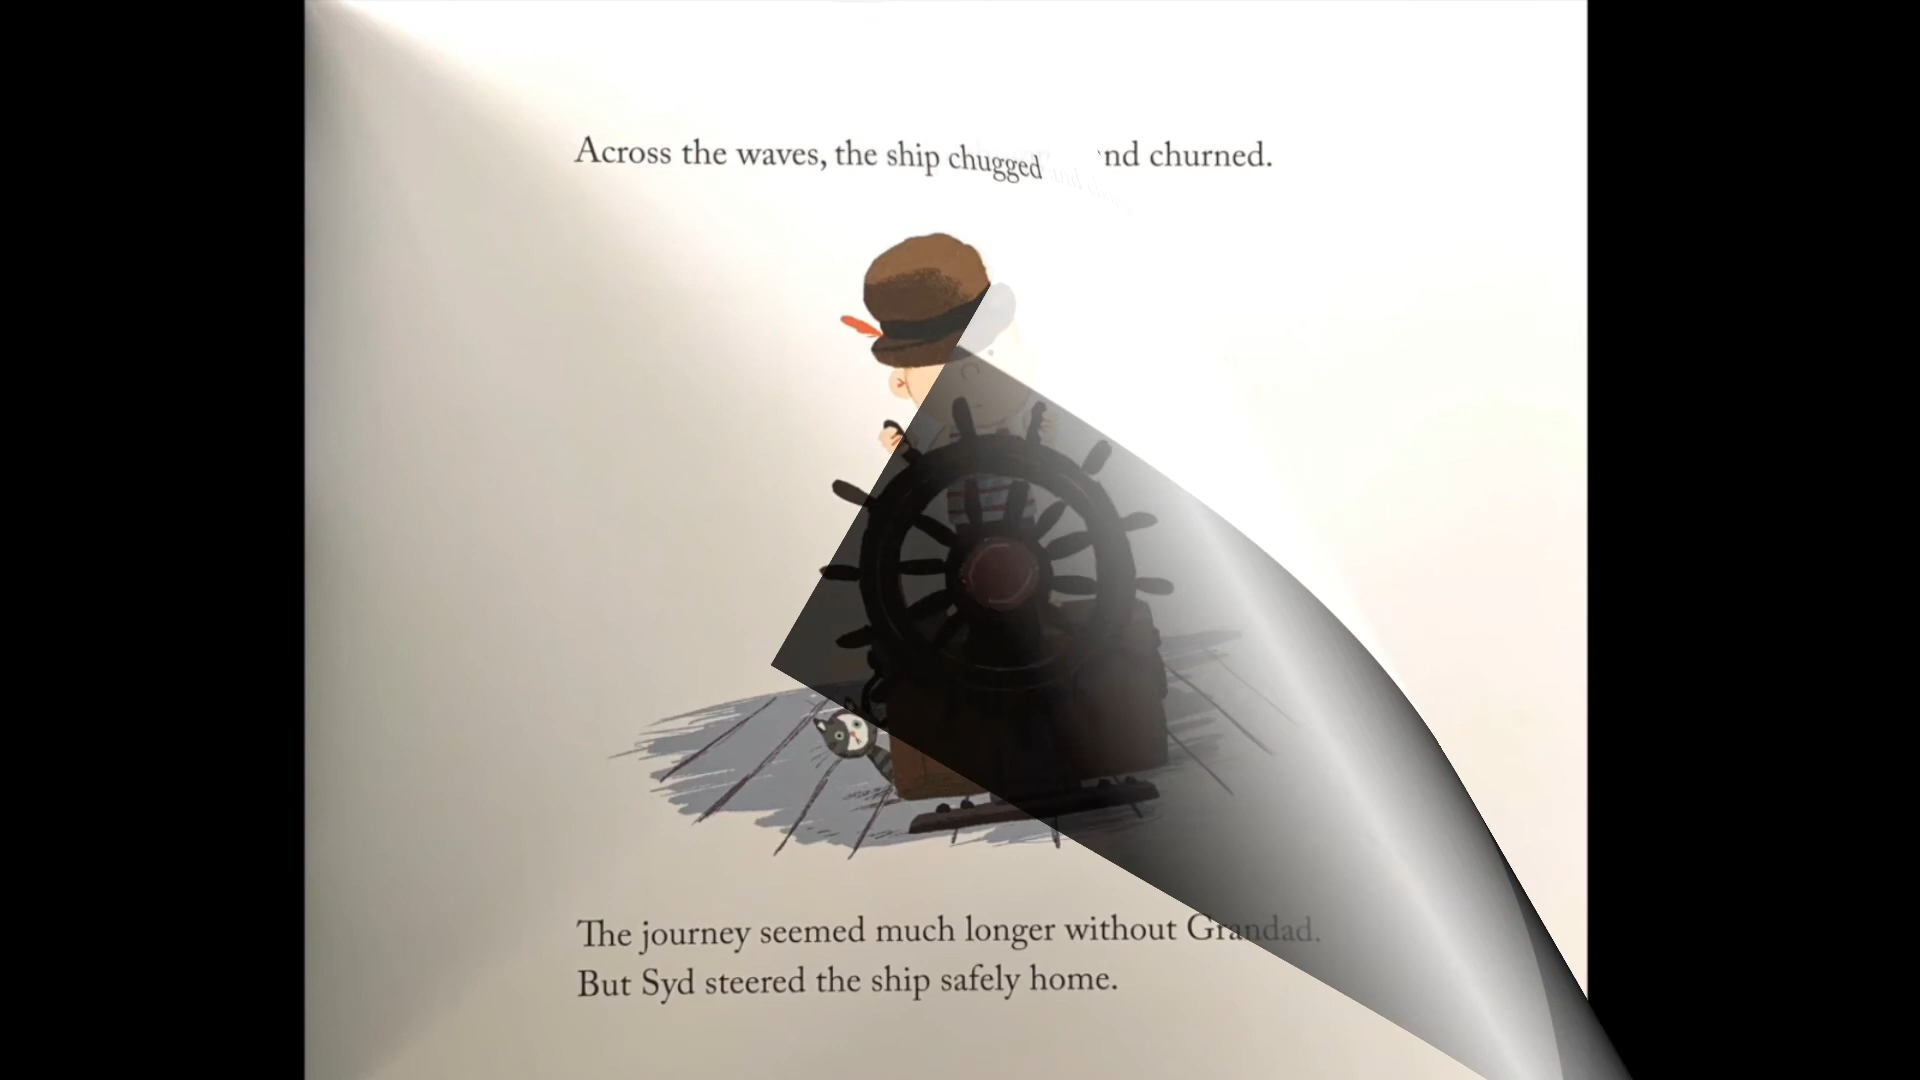 Across the waves, the ship chugged nd churned.
The journey seemed much longer without Grandad.
But Syd steered the ship safely home.